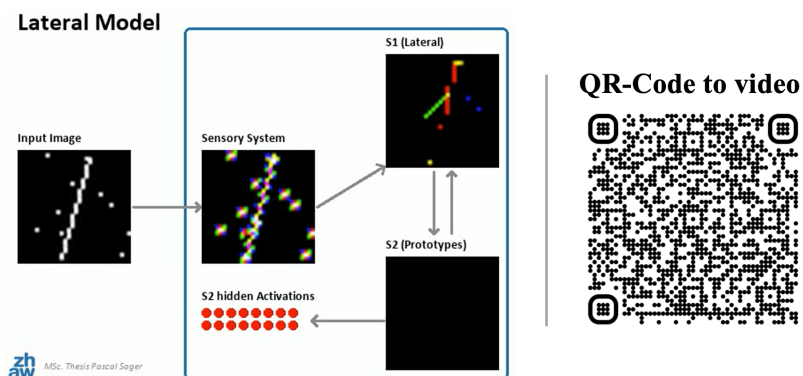 Lateral Model
S1 (Lateral)
QR-Code to video
Input Image
Sensory System
S2 (Prototypes)
S2 hidden Activations
zh
aw
MSc. Thesis Pascal Sager